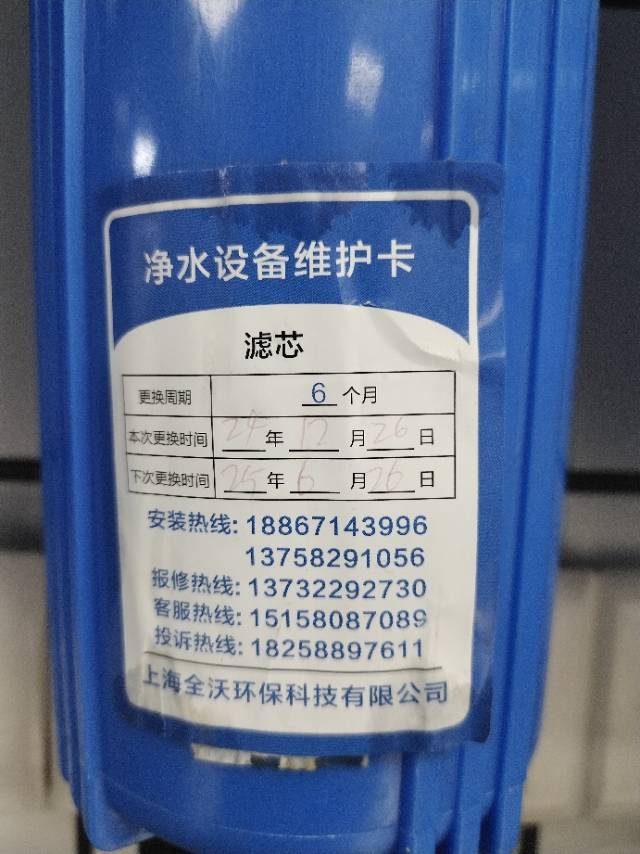 净水设备维护卡
滤芯
更换周期 6 个月
本次更换时间 24 年 12 月 26 日
下次更换时间 25 年 6 月 26 日
安装热线: 18867143996
13758291056
报修热线: 13732292730
客服热线: 15158087089
投诉热线: 18258897611
上海全沃环保科技有限公司